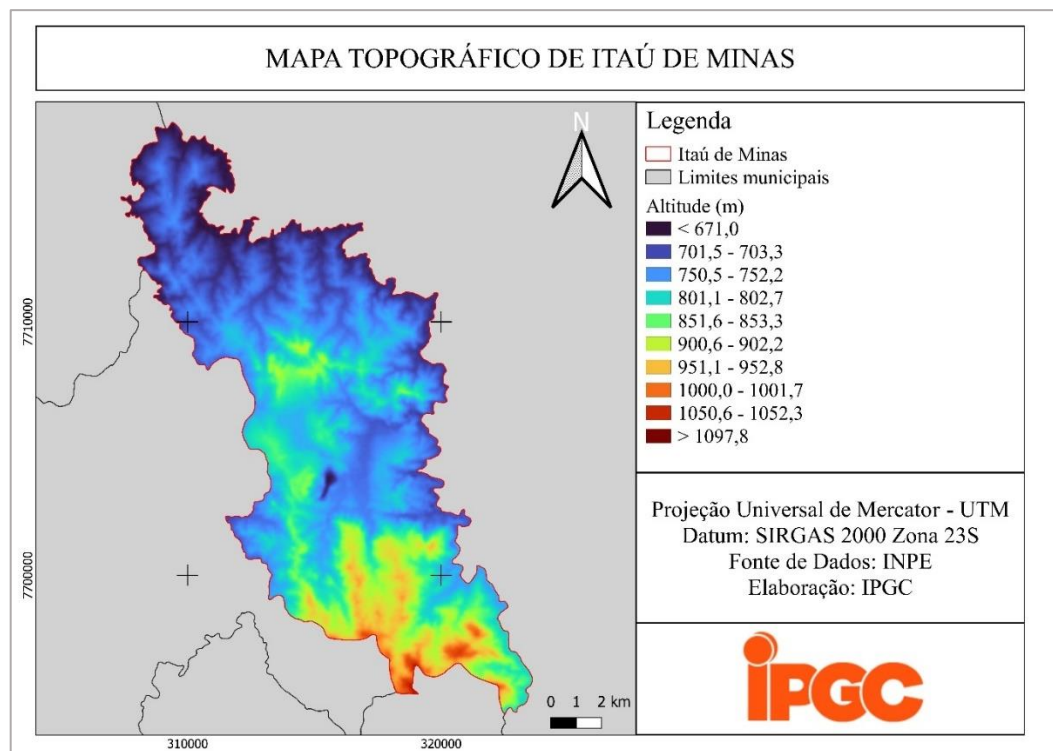 MAPA TOPOGRÁFICO DE ITAÚ DE MINAS
N
7710000
7700000
310000
320000
0 1 2 km
Legenda
Itaú de Minas
Limites municipais
Altitude (m)
< 671,0
701,5 - 703,3
750,5 - 752,2
801,1 - 802,7
851,6 - 853,3
900,6 - 902,2
951,1 - 952,8
1000,0 - 1001,7
1050,6 - 1052,3
> 1097,8
Projeção Universal de Mercator - UTM
Datum: SIRGAS 2000 Zona 23S
Fonte de Dados: INPE
Elaboração: IPGC
iPGC